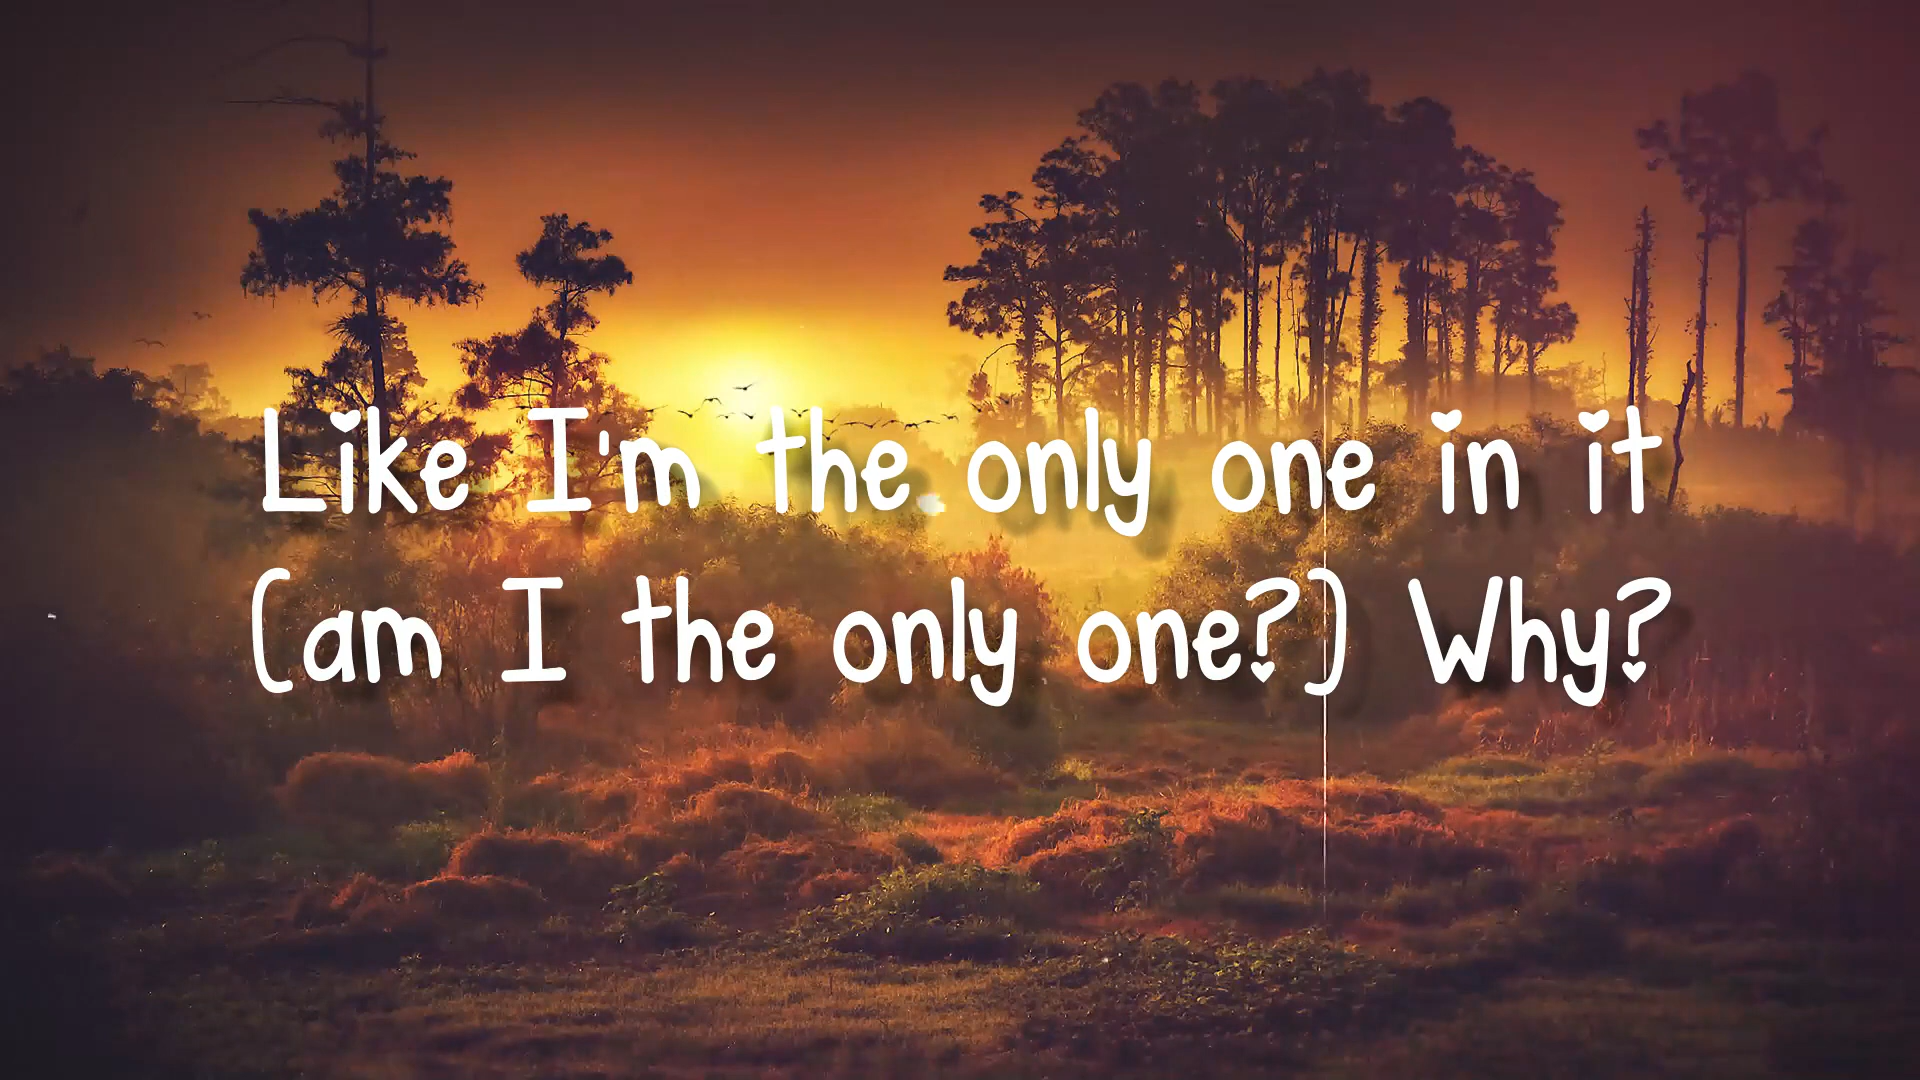 Like I'm the only one in it
(am I the only one?) Why?